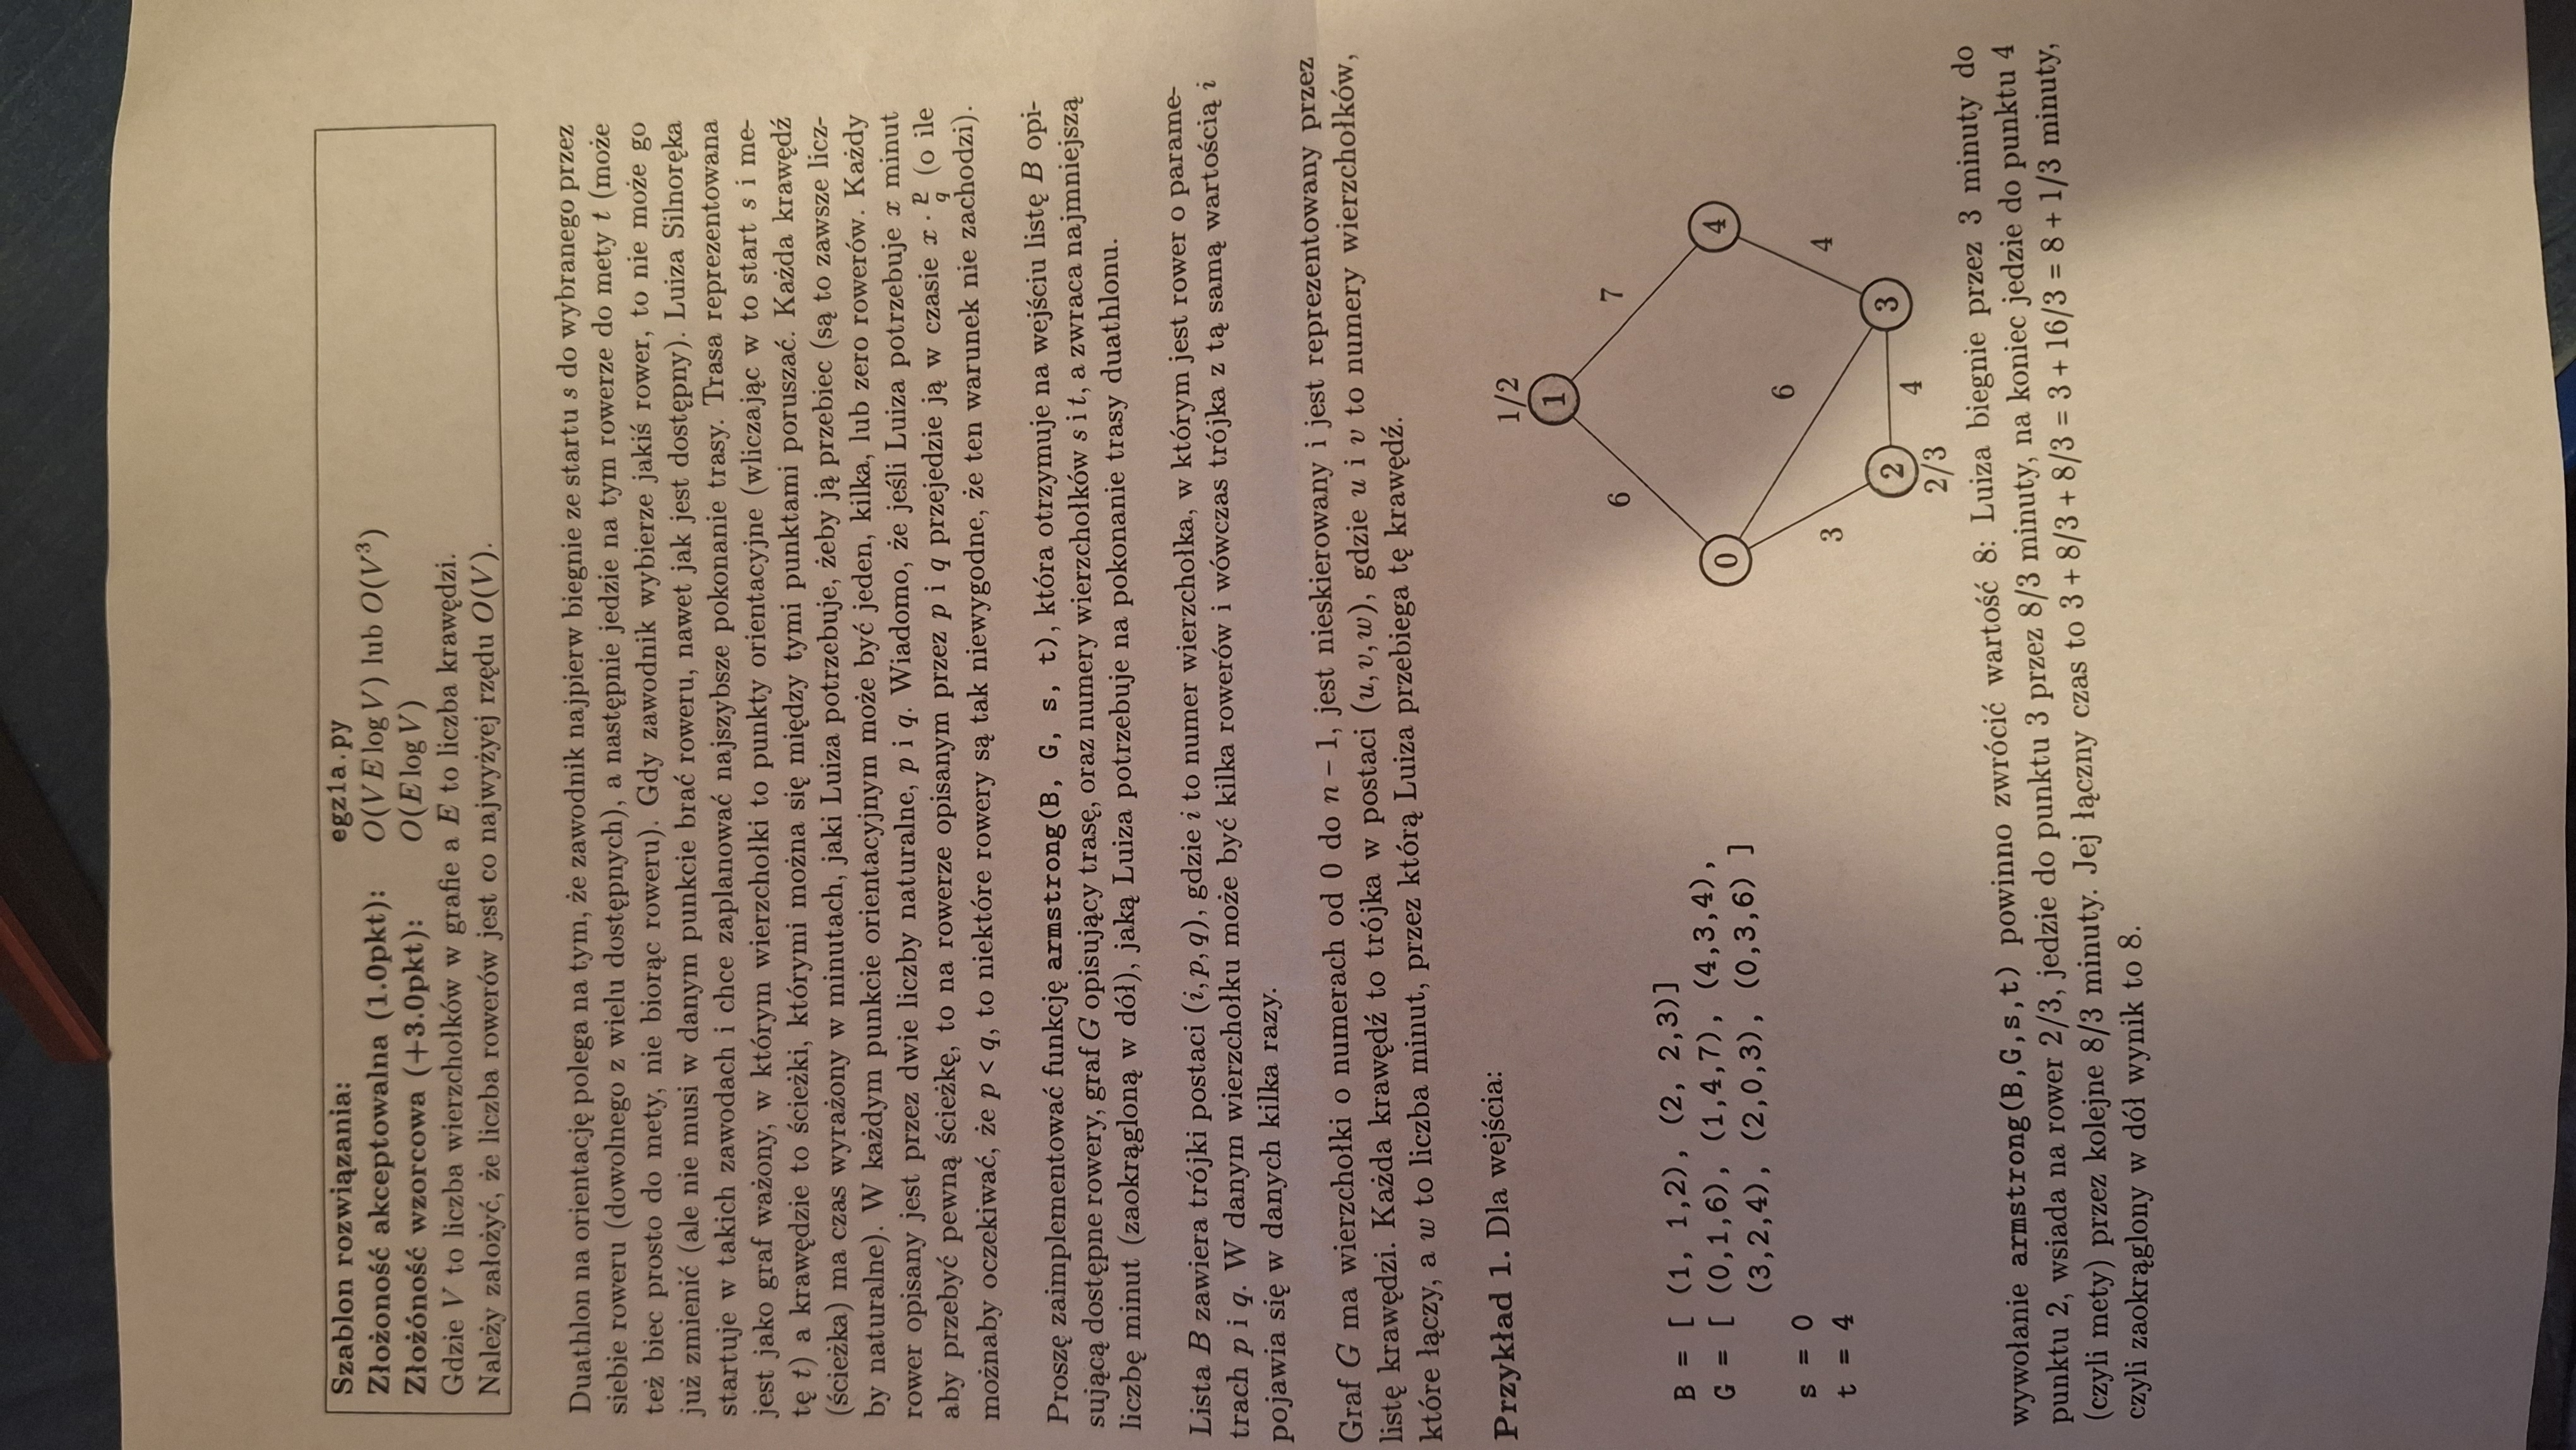 Szablon rozwiązania: egz1a.py
Złożoność akceptowalna (1.0pkt): O(VE log V) lub O(V³)
Złożóność wzorcowa (+3.0pkt): O(E log V)
Gdzie V to liczba wierzchołków w grafie a E to liczba krawędzi.
Należy założyć, że liczba rowerów jest co najwyżyej rzędu O(V).
Duathlon na orientację polega na tym, że zawodnik najpierw biegnie ze startu s do wybranego przez
siebie roweru (dowolnego z wielu dostępnych), a następnie jedzie na tym rowerze do mety t (może
też biec prosto do mety, nie biorąc roweru). Gdy zawodnik wybierze jakiś rower, to nie może go
już zmienić (ale nie musi w danym punkcie brać roweru, nawet jak jest dostępny). Luiza Silnoręka
startuje w takich zawodach i chce zaplanować najszybsze pokonanie trasy. Trasa reprezentowana
jest jako graf ważony, w którym wierzchołki to punkty orientacyjne (wliczając w to start s i me-
tę t) a krawędzie to ścieżki, którymi można się między tymi punktami poruszać. Każda krawędź
(ścieżka) ma czas wyrażony w minutach, jaki Luiza potrzebuje, żeby ją przebiec (są to zawsze licz-
by naturalne). W każdym punkcie orientacyjnym może być jeden, kilka, lub zero rowerów. Każdy
rower opisany jest przez dwie liczby naturalne, p i q. Wiadomo, że jeśli Luiza potrzebuje x minut
aby przebyć pewną ścieżkę, to na rowerze opisanym przez p i q przejedzie ją w czasie x · p/q (o ile
możnaby oczekiwać, że p < q, to niektóre rowery są tak niewygodne, że ten warunek nie zachodzi).
Proszę zaimplementować funkcję armstrong(B, G, s, t), która otrzymuje na wejściu listę B opi-
sującą dostępne rowery, graf G opisujący trasę, oraz numery wierzchołków s i t, a zwraca najmniejszą
liczbę minut (zaokrągloną w dół), jaką Luiza potrzebuje na pokonanie trasy duathlonu.
Lista B zawiera trójki postaci (i, p, q), gdzie i to numer wierzchołka, w którym jest rower o parame-
trach p i q. W danym wierzchołku może być kilka rowerów i wówczas trójka z tą samą wartością i
pojawia się w danych kilka razy.
Graf G ma wierzchołki o numerach od 0 do n − 1, jest nieskierowany i jest reprezentowany przez
listę krawędzi. Każda krawędź to trójka w postaci (u, v, w), gdzie u i v to numery wierzchołków,
które łączy, a w to liczba minut, przez którą Luiza przebiega tę krawędź.
Przykład 1. Dla wejścia:
B = [ (1, 1,2), (2, 2,3)]
G = [ (0,1,6), (1,4,7), (4,3,4),
(3,2,4), (2,0,3), (0,3,6) ]
s = 0
t = 4
1/2
1
6
7
0
4
6
3
4
2
3
4
2/3
wywołanie armstrong(B,G,s,t) powinno zwrócić wartość 8: Luiza biegnie przez 3 minuty do
punktu 2, wsiada na rower 2/3, jedzie do punktu 3 przez 8/3 minuty, na koniec jedzie do punktu 4
(czyli mety) przez kolejne 8/3 minuty. Jej łączny czas to 3 + 8/3 + 8/3 = 3 + 16/3 = 8 + 1/3 minuty,
czyli zaokrąglony w dół wynik to 8.